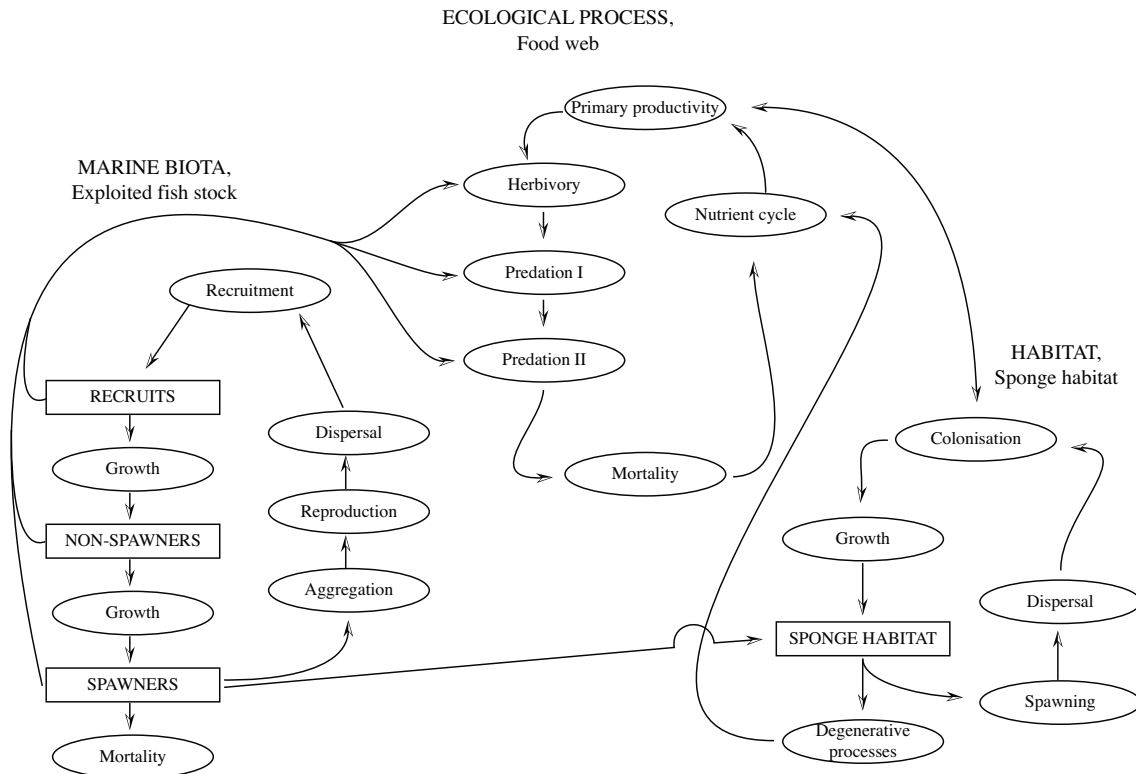 ECOLOGICAL PROCESS,
Food web
Primary productivity
MARINE BIOTA,
Exploited fish stock
Herbivory
Nutrient cycle
Predation I
Recruitment
Predation II
HABITAT,
Sponge habitat
RECRUITS
Dispersal
Colonisation
Growth
Mortality
Reproduction
NON-SPAWNERS
Growth
Aggregation
Growth
Dispersal
SPONGE HABITAT
SPAWNERS
Spawning
Mortality
Degenerative
processes